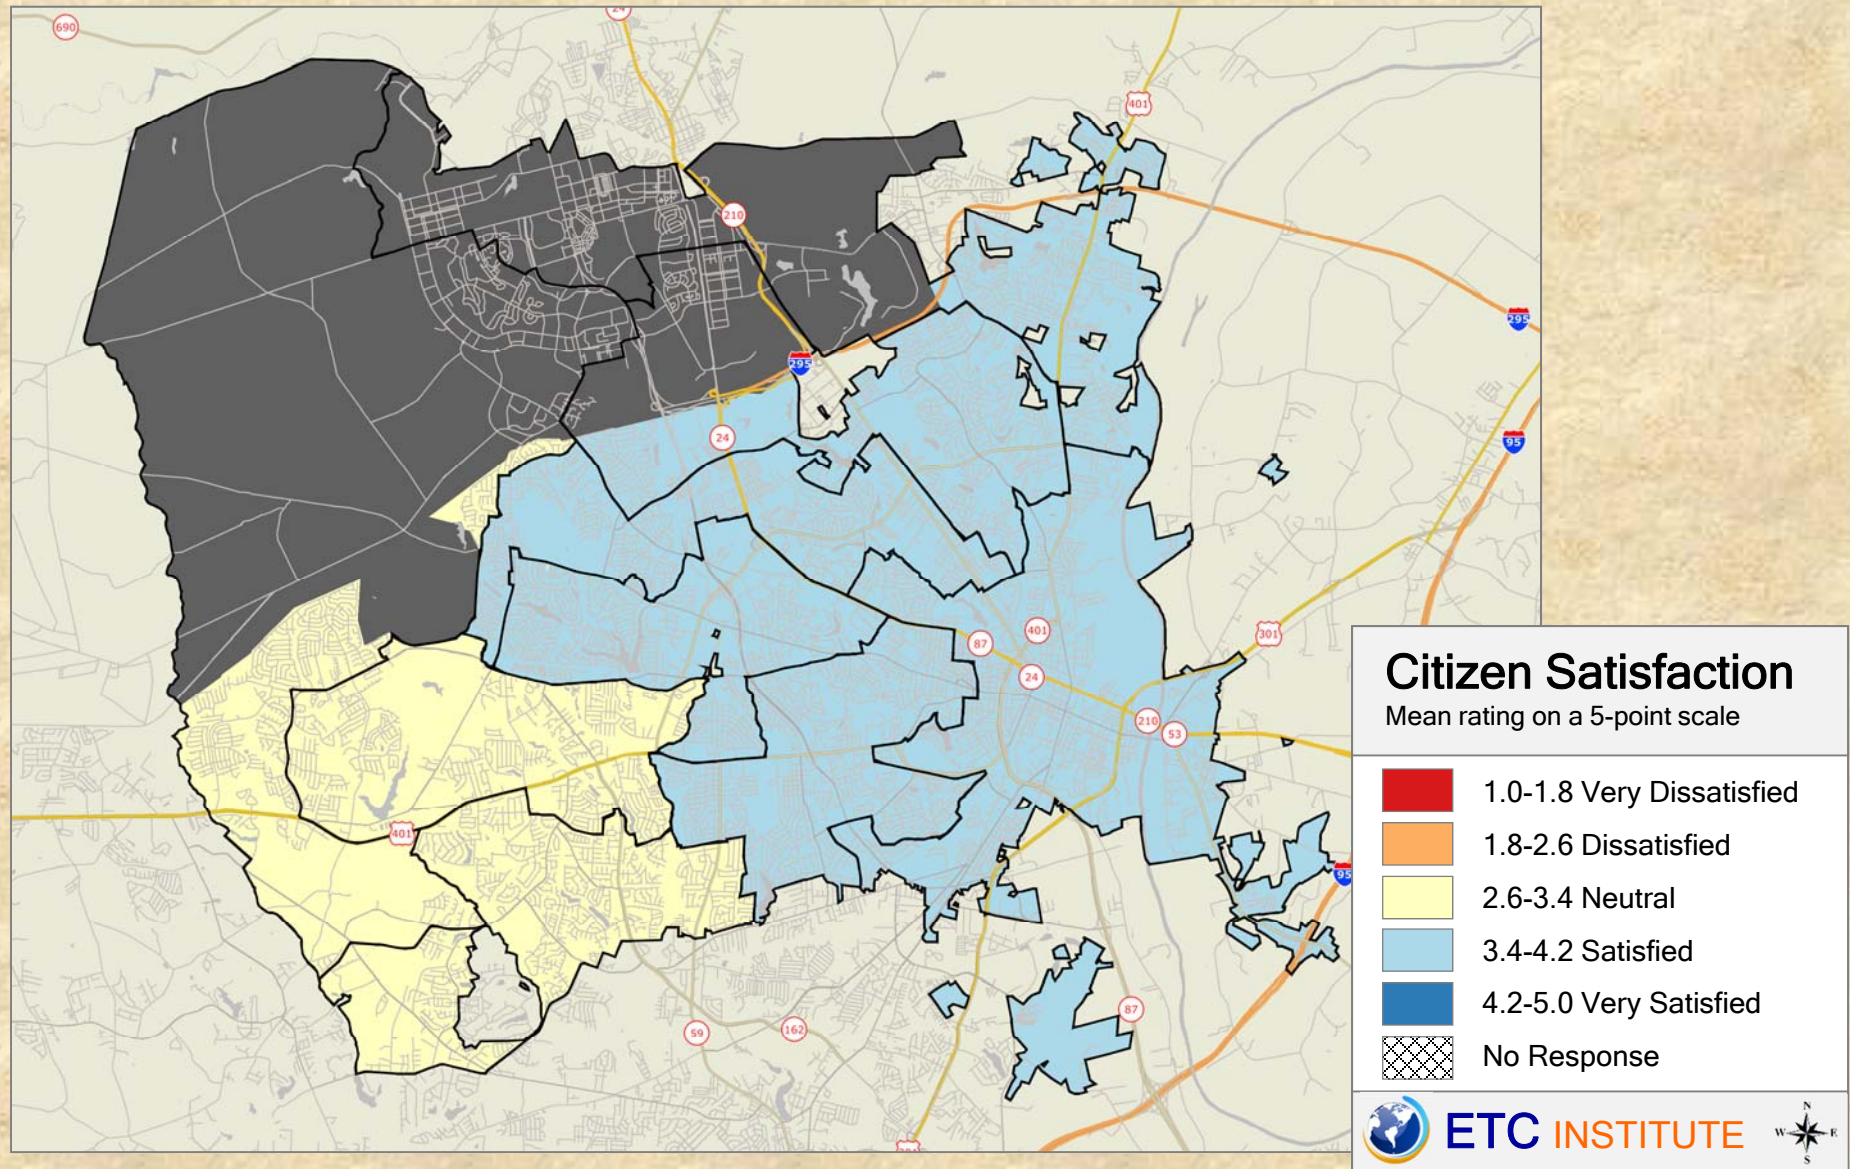 690
24
401
210
295
295
24
95
87
401
24
301
210
53
401
95
59
162
87
Citizen Satisfaction
Mean rating on a 5-point scale
1.0-1.8 Very Dissatisfied
1.8-2.6 Dissatisfied
2.6-3.4 Neutral
3.4-4.2 Satisfied
4.2-5.0 Very Satisfied
No Response
ETC INSTITUTE
N
W E
S